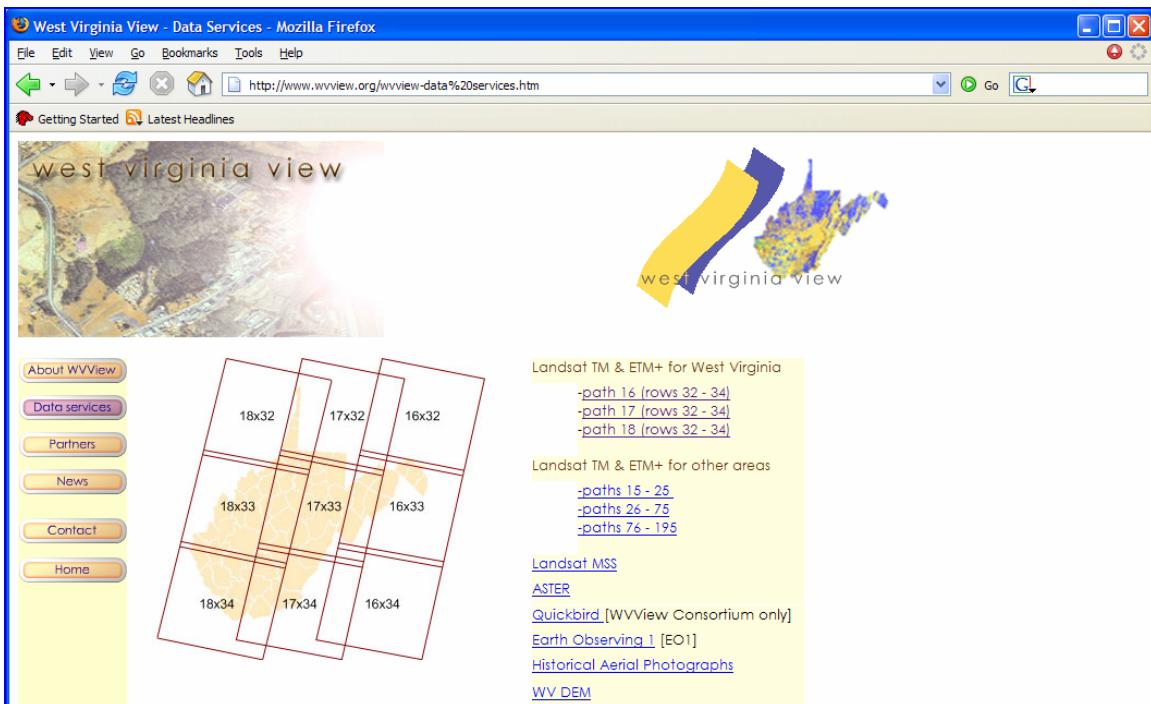 West Virginia View - Data Services - Mozilla Firefox
File Edit View Go Bookmarks Tools Help
http://www.wvview.org/wvview-data%20services.htm
Go
G
Getting Started Latest Headlines
west virginia view
west virginia view
About WVView
Data services
Partners
News
Contact
Home
18x32 17x32 16x32
18x33 17x33 16x33
18x34 17x34 16x34
Landsat TM & ETM+ for West Virginia
-path 16 (rows 32 - 34)
-path 17 (rows 32 - 34)
-path 18 (rows 32 - 34)
Landsat TM & ETM+ for other areas
-paths 15 - 25
-paths 26 - 75
-paths 76 - 195
Landsat MSS
ASTER
Quickbird [WVView Consortium only]
Earth Observing 1 [EO1]
Historical Aerial Photographs
WV DEM